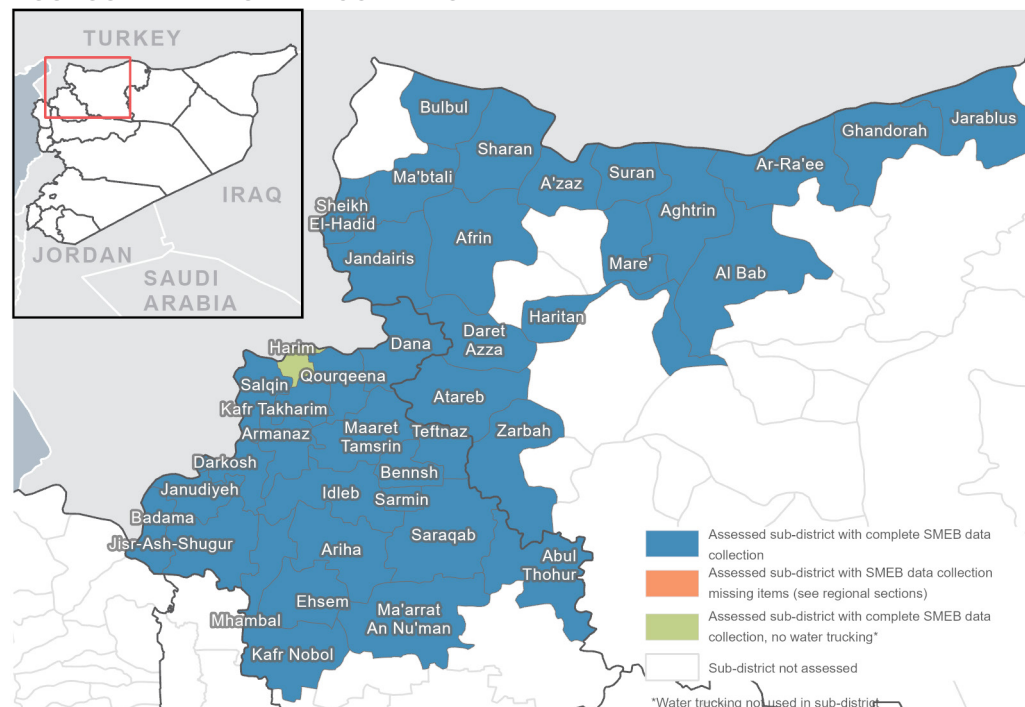 TURKEY
IRAQ
JORDAN
SAUDI
ARABIA
Bulbul
Sharan
Ma'btali
A'zaz
Suran
Ar-Ra'ee
Ghandorah
Jarablus
Sheikh
El-Hadid
Afrin
Aghtrin
Jandairis
Mare'
Al Bab
Haritan
Dana
Daret
Azza
Harim
Qourqeena
Salqin
Atareb
Kafr Takharim
Armanaz
Maaret
Tamsrin
Teftnaz
Zarbah
Darkosh
Bennsh
Janudiyeh
Idleb
Sarmin
Badama
Jisr-Ash-Shugur
Ariha
Saraqab
Abul
Thohur
Ehsem
Mhambal
Ma'arrat
An Nu'man
Kafr Nobol
Assessed sub-district with complete SMEB data
collection
Assessed sub-district with SMEB data collection
missing items (see regional sections)
Assessed sub-district with complete SMEB data
collection, no water trucking*
Sub-district not assessed
*Water trucking not used in sub-district